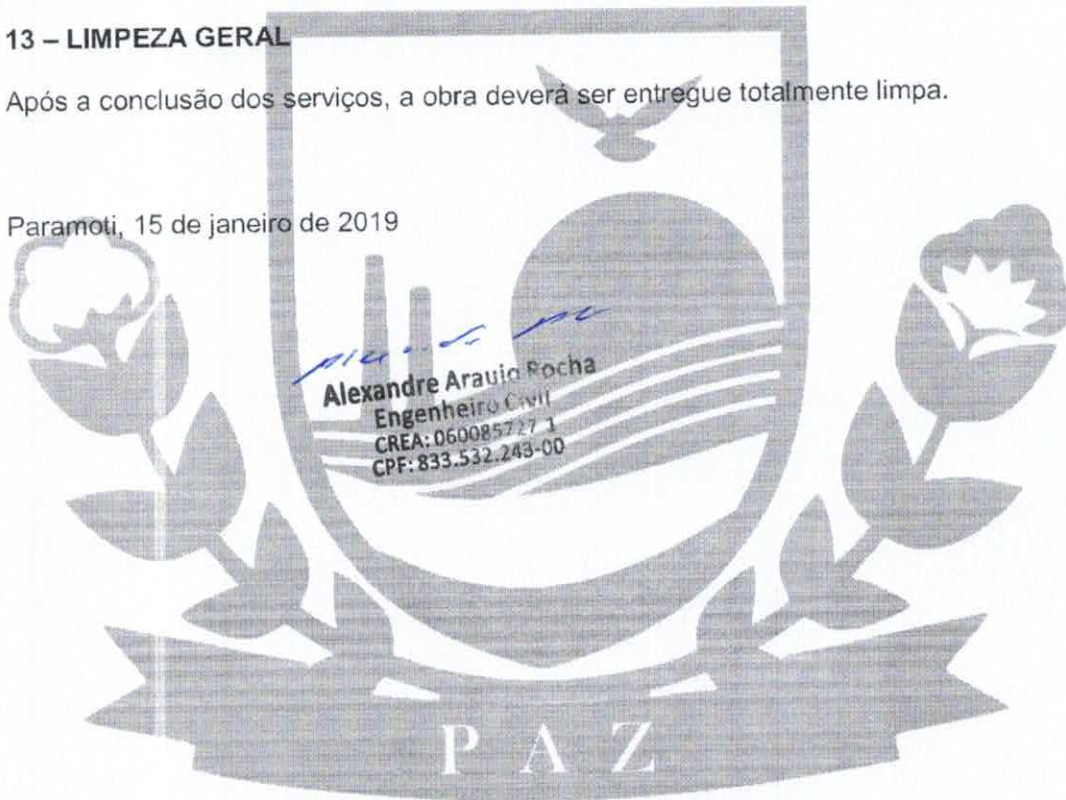 13 – LIMPEZA GERAL
Após a conclusão dos serviços, a obra deverá ser entregue totalmente limpa.
Paramoti, 15 de janeiro de 2019
Alexandre Araujo Rocha
Engenheiro Civil
CREA: 060085727 1
CPF: 833.532.243-00
P A Z